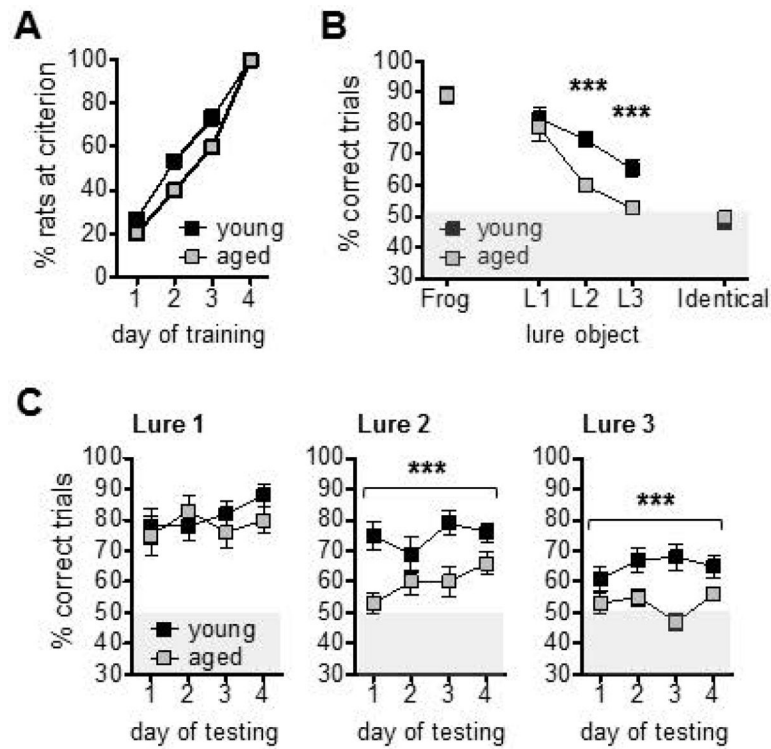 A
% rats at criterion
100
80
60
40
20
0
young
aged
1 2 3 4
day of training
B
% correct trials
100
90
80
70
60
50
40
30
***
***
young
aged
Frog L1 L2 L3 Identical
lure object
C
Lure 1
% correct trials
100
90
80
70
60
50
40
30
young
aged
1 2 3 4
day of testing
Lure 2
100
90
80
70
60
50
40
30
***
1 2 3 4
day of testing
Lure 3
100
90
80
70
60
50
40
30
***
1 2 3 4
day of testing